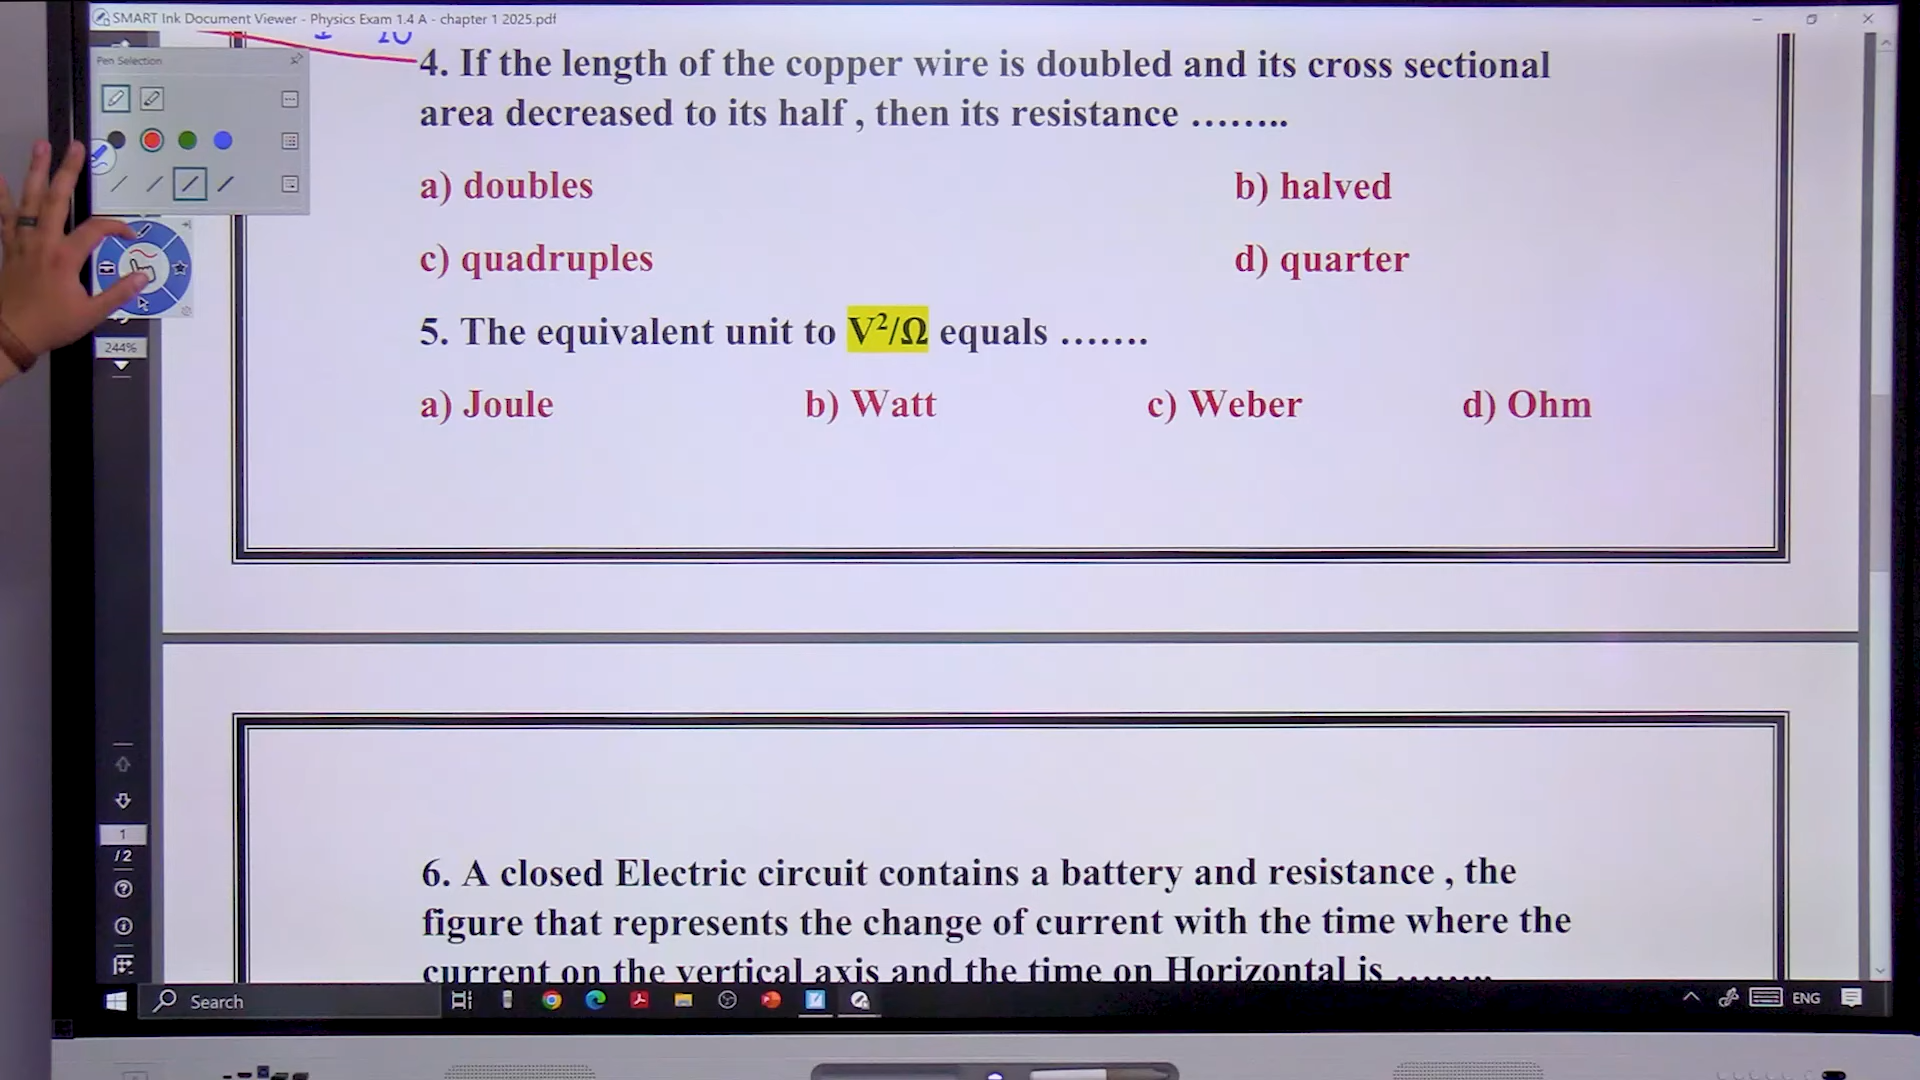 SMART Ink Document Viewer - Physics Exam 1.4 A - chapter 1 2025.pdf
Pen Selection
4. If the length of the copper wire is doubled and its cross sectional
area decreased to its half , then its resistance ........
a) doubles b) halved
c) quadruples d) quarter
244%
5. The equivalent unit to V²/Ω equals .......
a) Joule b) Watt c) Weber d) Ohm
1
/2
6. A closed Electric circuit contains a battery and resistance , the
figure that represents the change of current with the time where the
current on the vertical axis and the time on Horizontal is ........
Search
ENG